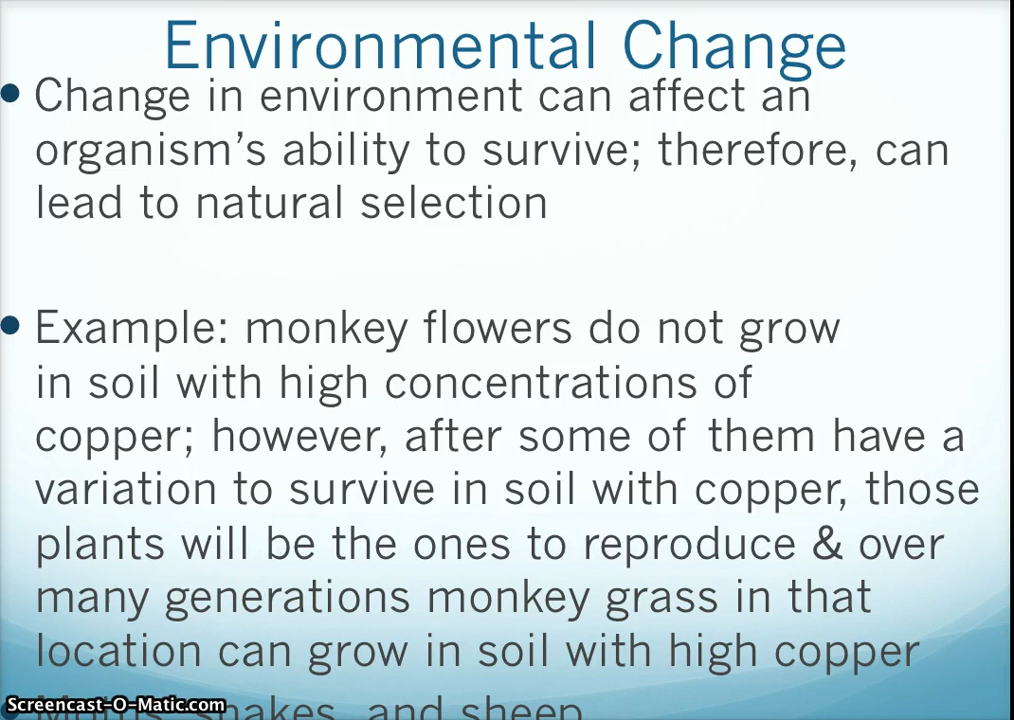 Environmental Change
• Change in environment can affect an
organism’s ability to survive; therefore, can
lead to natural selection
• Example: monkey flowers do not grow
in soil with high concentrations of
copper; however, after some of them have a
variation to survive in soil with copper, those
plants will be the ones to reproduce & over
many generations monkey grass in that
location can grow in soil with high copper
• Moths, snakes, and sheep
Screencast-O-Matic.com